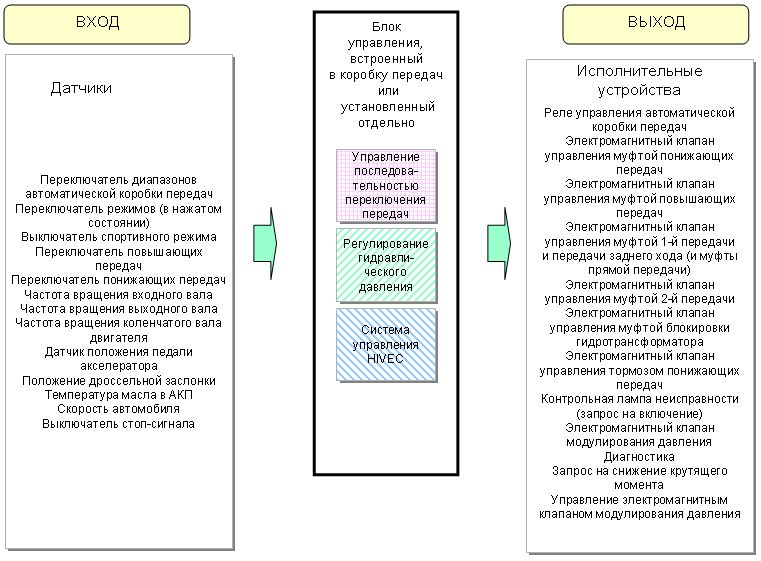 ВХОД
Датчики
Переключатель диапазонов
автоматической коробки передач
Переключатель режимов (в нажатом
состоянии)
Выключатель спортивного режима
Переключатель повышающих
передач
Переключатель понижающих передач
Частота вращения входного вала
Частота вращения выходного вала
Частота вращения коленчатого вала
двигателя
Датчик положения педали
акселератора
Положение дроссельной заслонки
Температура масла в АКП
Скорость автомобиля
Выключатель стоп-сигнала
Блок
управления,
встроенный
в коробку передач
или
установленный
отдельно
Управление
последова-
тельностью
переключения
передач
Регулирование
гидравли-
ческого
давления
Система
управления
HIVEC
ВЫХОД
Исполнительные
устройства
Реле управления автоматической
коробки передач
Электромагнитный клапан
управления муфтой понижающих
передач
Электромагнитный клапан
управления муфтой повышающих
передач
Электромагнитный клапан
управления муфтой 1-й передачи
и передачи заднего хода (и муфты
прямой передачи)
Электромагнитный клапан
управления муфтой 2-й передачи
Электромагнитный клапан
управления муфтой блокировки
гидротрансформатора
Электромагнитный клапан
управления тормозом понижающих
передач
Контрольная лампа неисправности
(запрос на включение)
Электромагнитный клапан
модулирования давления
Диагностика
Запрос на снижение крутящего
момента
Управление электромагнитным
клапаном модулирования давления